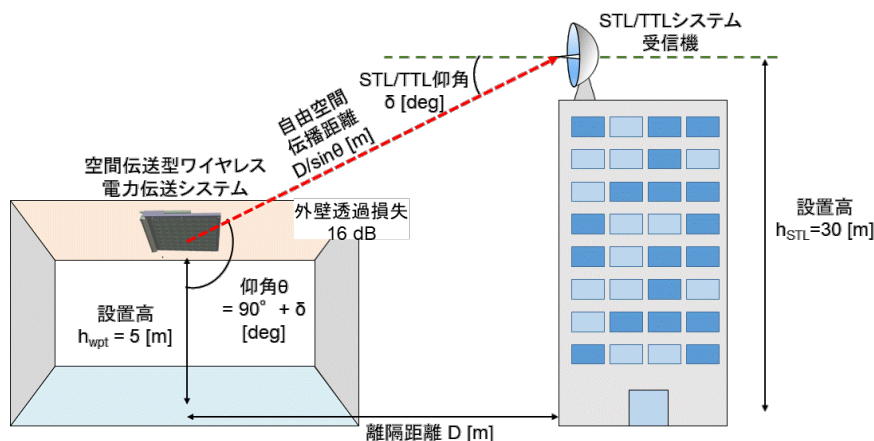 STL/TTLシステム
受信機
STL/TTL仰角
δ [deg]
自由空間
伝播距離
D/sinθ [m]
空間伝送型ワイヤレス
電力伝送システム
外壁透過損失
16 dB
設置高
hSTL=30 [m]
仰角θ
= 90°+ δ
[deg]
設置高
hwpt = 5 [m]
離隔距離 D [m]